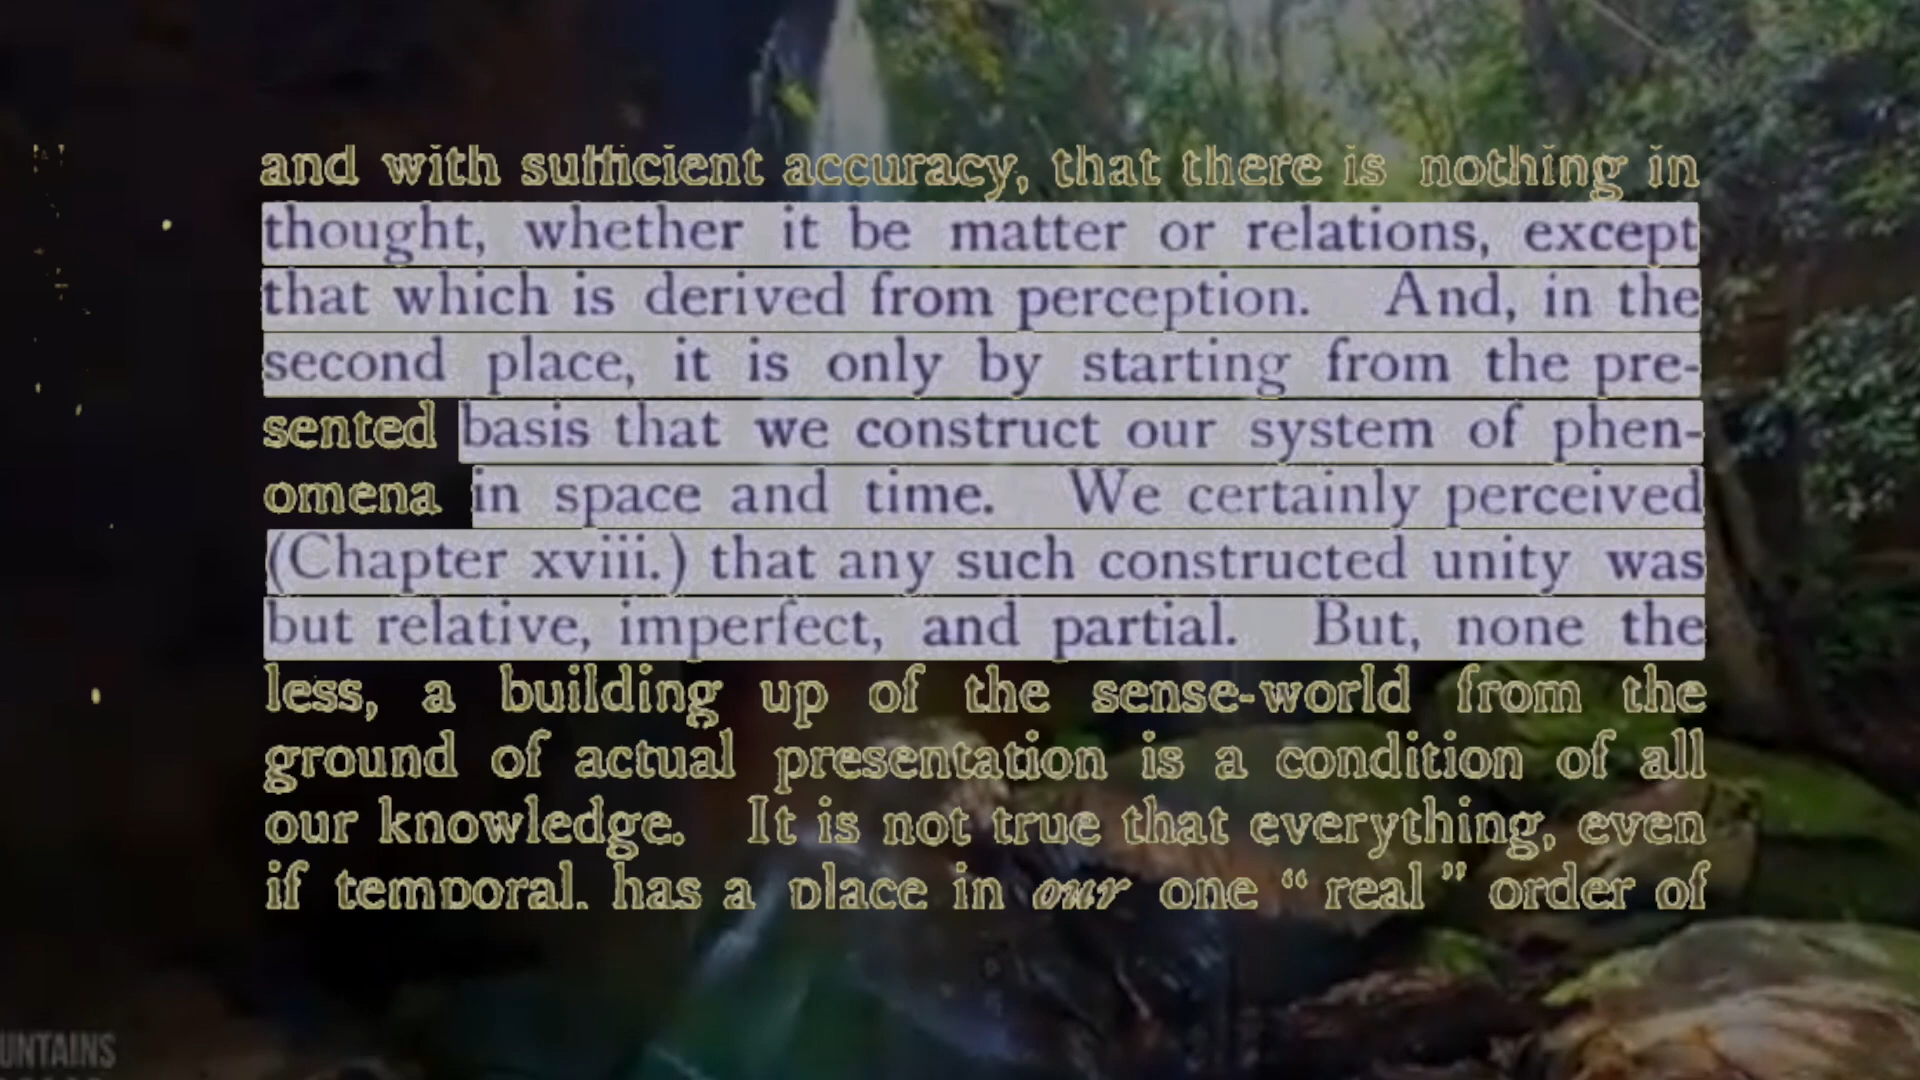 and with sufficient accuracy, that there is nothing in
thought, whether it be matter or relations, except
that which is derived from perception. And, in the
second place, it is only by starting from the pre-
sented basis that we construct our system of phen-
omena in space and time. We certainly perceived
(Chapter xviii.) that any such constructed unity was
but relative, imperfect, and partial. But, none the
less, a building up of the sense-world from the
ground of actual presentation is a condition of all
our knowledge. It is not true that everything, even
if temporal, has a place in our one “ real ” order of
UNTAINS